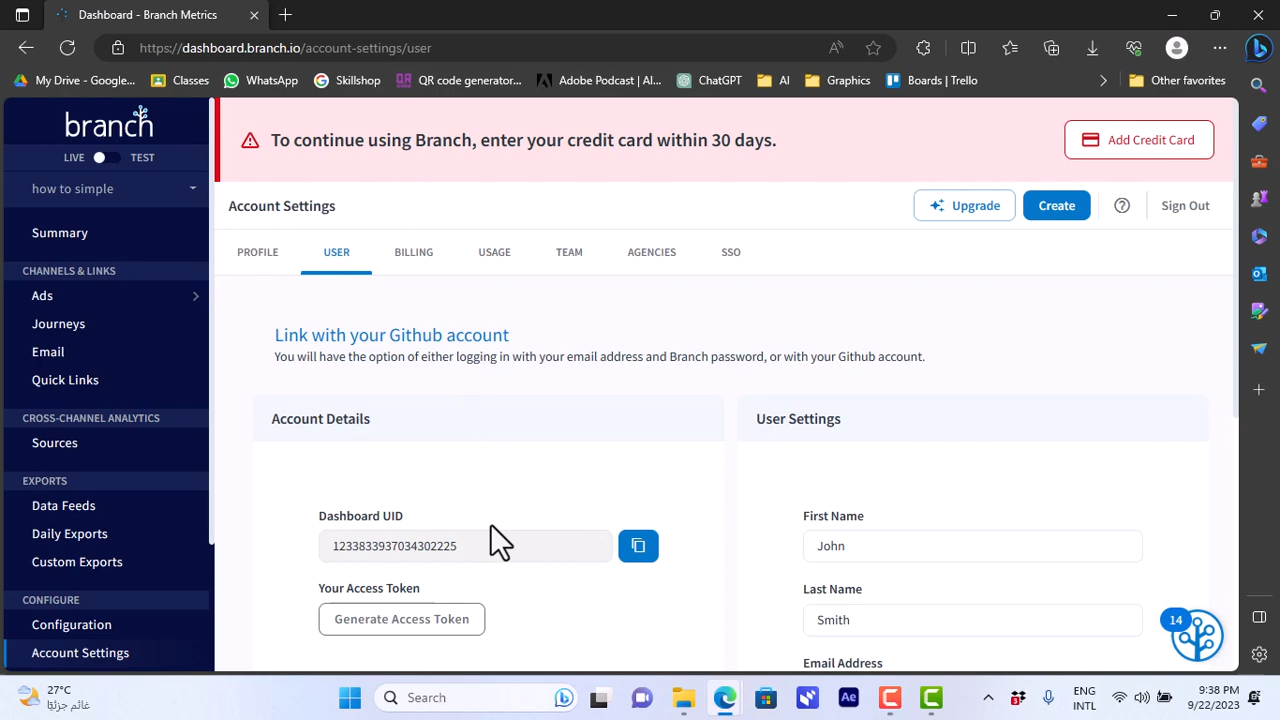 Dashboard - Branch Metrics
https://dashboard.branch.io/account-settings/user
My Drive - Google...
Classes
WhatsApp
Skillshop
QR code generator...
Adobe Podcast | AI...
ChatGPT
AI
Graphics
Boards | Trello
Other favorites
branch
LIVE
TEST
how to simple
Summary
CHANNELS & LINKS
Ads
Journeys
Email
Quick Links
CROSS-CHANNEL ANALYTICS
Sources
EXPORTS
Data Feeds
Daily Exports
Custom Exports
CONFIGURE
Configuration
Account Settings
To continue using Branch, enter your credit card within 30 days.
Add Credit Card
Account Settings
Upgrade
Create
Sign Out
PROFILE
USER
BILLING
USAGE
TEAM
AGENCIES
SSO
Link with your Github account
You will have the option of either logging in with your email address and Branch password, or with your Github account.
Account Details
Dashboard UID
1233833937034302225
Your Access Token
Generate Access Token
User Settings
First Name
John
Last Name
Smith
Email Address
14
27°C
غائم جزئيًا
Search
Ae
3
ENG
INTL
9:38 PM
9/22/2023